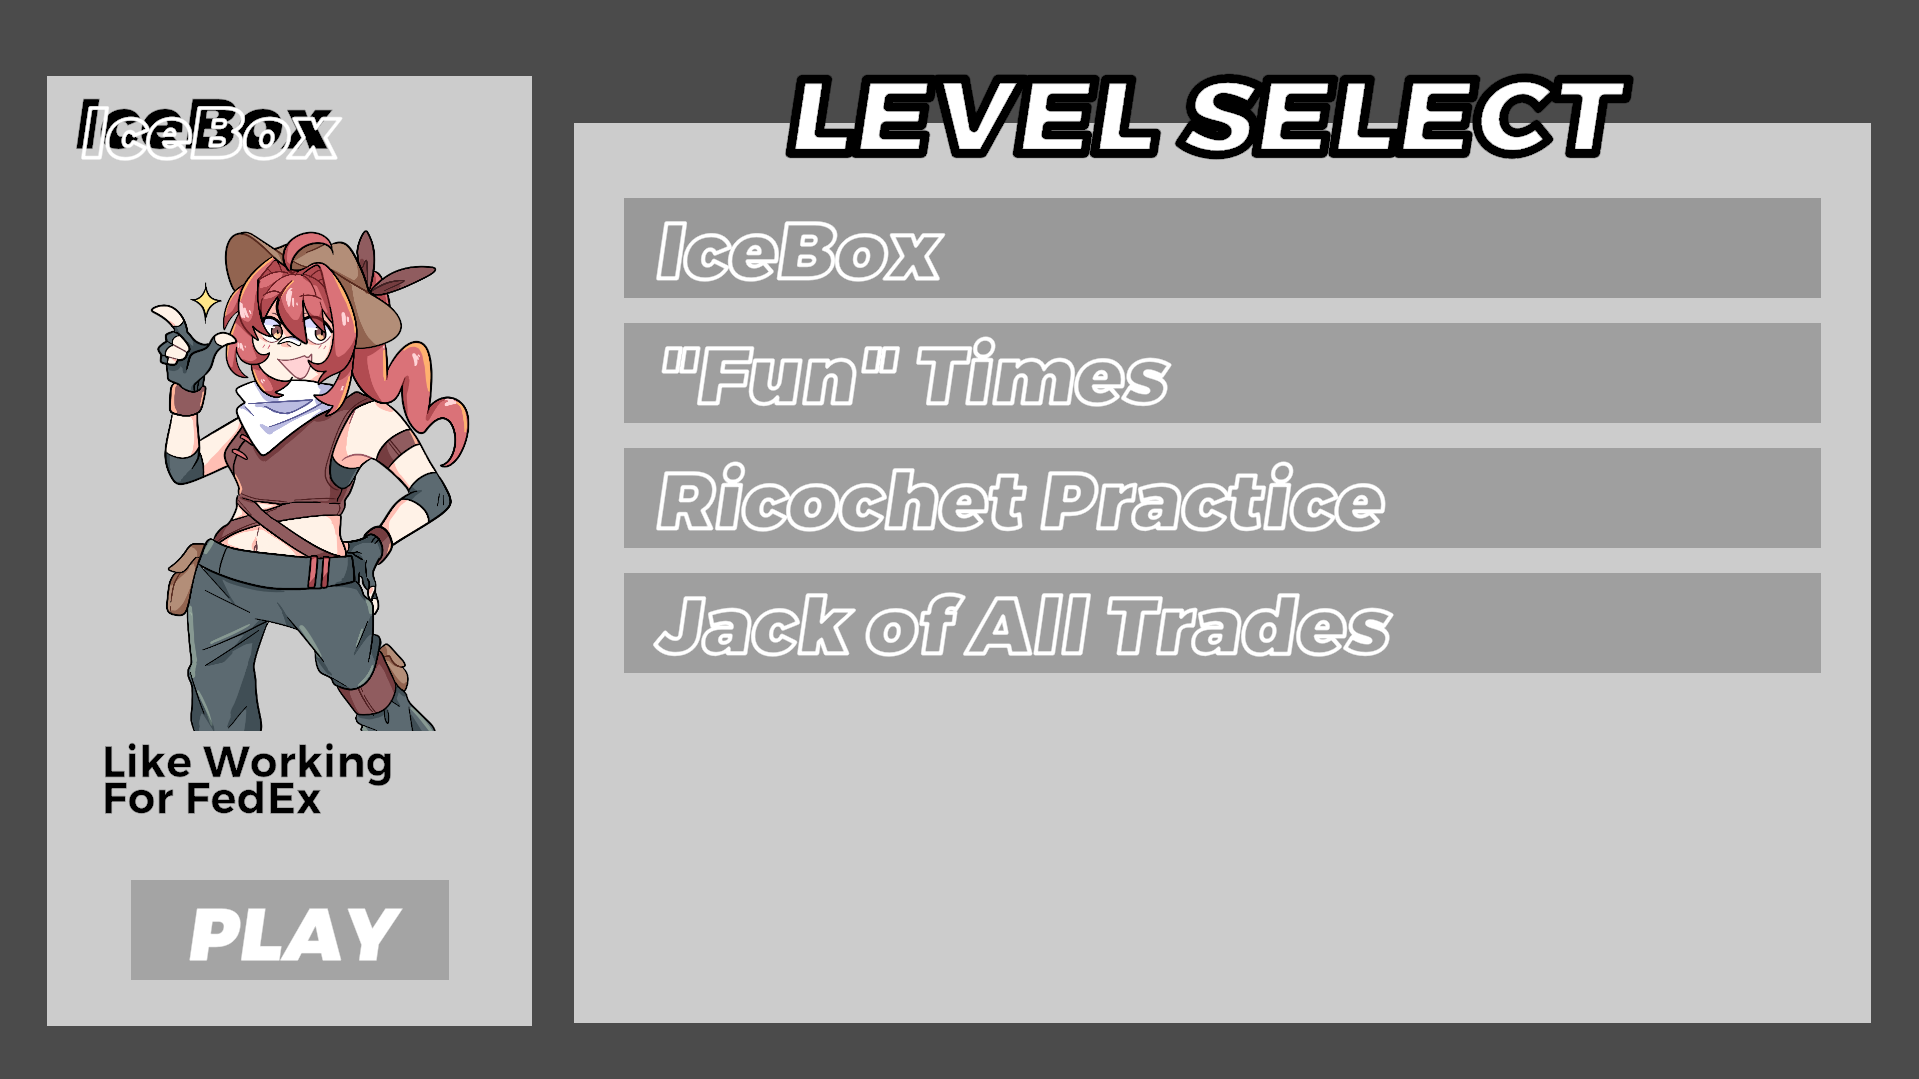 IceBox
Like Working
For FedEx
PLAY
LEVEL SELECT
IceBox
"Fun" Times
Ricochet Practice
Jack of All Trades